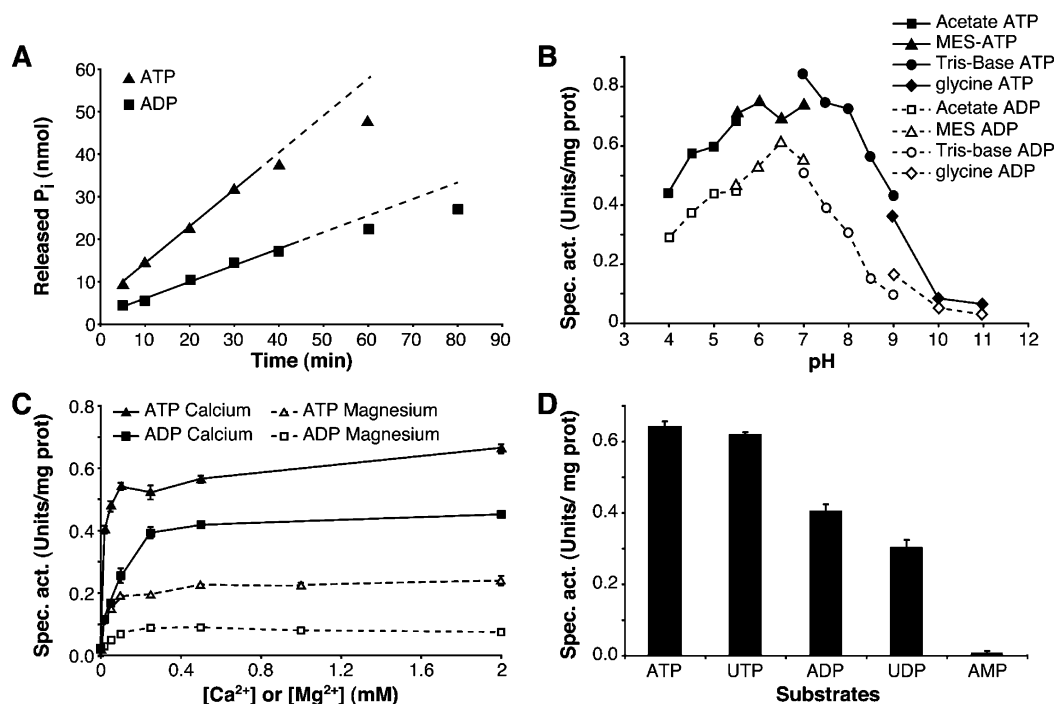 A
ATP
ADP
Released Pi (nmol)
60
50
40
30
20
10
0
0 10 20 30 40 50 60 70 80 90
Time (min)
B
Acetate ATP
MES-ATP
Tris-Base ATP
glycine ATP
Acetate ADP
MES ADP
Tris-base ADP
glycine ADP
Spec. act. (Units/mg prot)
0.8
0.6
0.4
0.2
0
3 4 5 6 7 8 9 10 11 12
pH
C
ATP Calcium
ADP Calcium
ATP Magnesium
ADP Magnesium
Spec. act. (Units/mg prot)
0.8
0.6
0.4
0.2
0.0
0.4 0.8 1.2 1.6 2
[Ca²⁺] or [Mg²⁺] (mM)
D
Spec. act. (Units/ mg prot)
0.6
0.4
0.2
0.0
ATP UTP ADP UDP AMP
Substrates